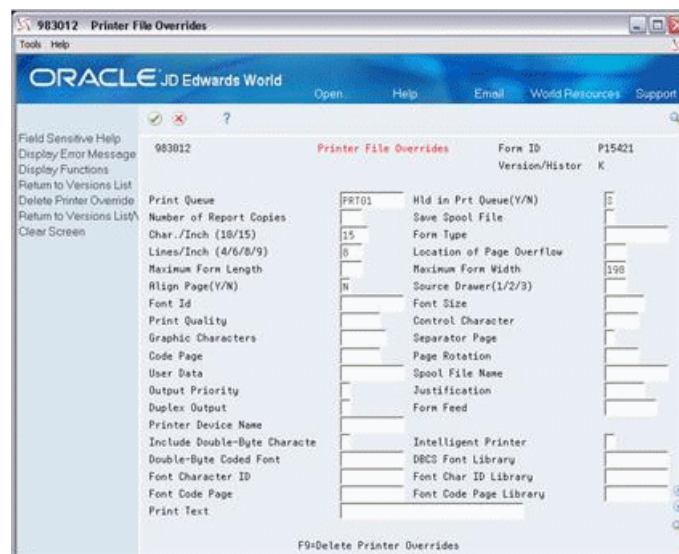 983012 Printer File Overrides
Tools Help
ORACLE JD Edwards World
Open. Help Email World Resources Support
?
Field Sensitive Help
Display Error Message
Display Functions
Return to Versions List
Delete Printer Override
Return to Versions List/V
Clear Screen
983012 Printer File Overrides Form ID P15421
Version/Histor K
Print Queue PRT01 Hld in Prt Queue(Y/N)
Number of Report Copies Save Spool File
Char./Inch (10/15) 15 Form Type
Lines/Inch (4/6/8/9) 8 Location of Page Overflow
Maximum Form Length Maximum Form Width 198
Align Page(Y/N) N Source Drawer(1/2/3)
Font Id Font Size
Print Quality Control Character
Graphic Characters Separator Page
Code Page Page Rotation
User Data Spool File Name
Output Priority Justification
Duplex Output Form Feed
Printer Device Name
Include Double-Byte Characte Intelligent Printer
Double-Byte Coded Font DBCS Font Library
Font Character ID Font Char ID Library
Font Code Page Font Code Page Library
Print Text
F9=Delete Printer Overrides